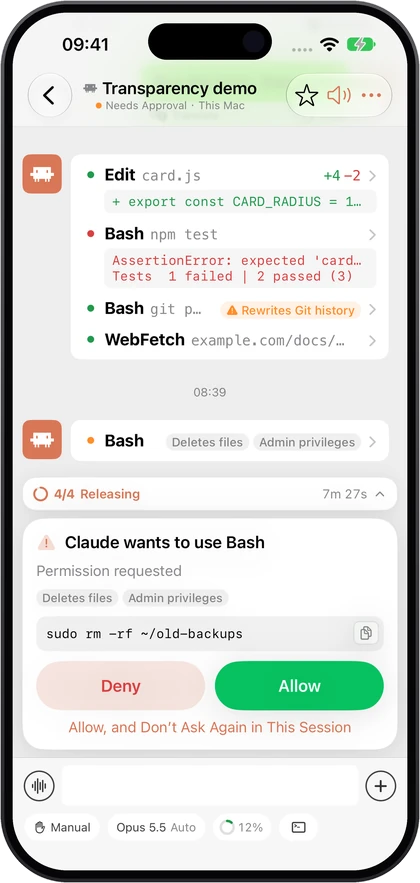 09:41
Transparency demo
Needs Approval · This Mac
Edit card.js +4 −2
+ export const CARD_RADIUS = 1…
Bash npm test
AssertionError: expected 'card…
Tests 1 failed | 2 passed (3)
Bash git p… Rewrites Git history
WebFetch example.com/docs/…
08:39
Bash Deletes files Admin privileges
4/4 Releasing 7m 27s
Claude wants to use Bash
Permission requested
Deletes files Admin privileges
sudo rm -rf ~/old-backups
Deny Allow
Allow, and Don't Ask Again in This Session
Manual Opus 5.5 Auto 12%